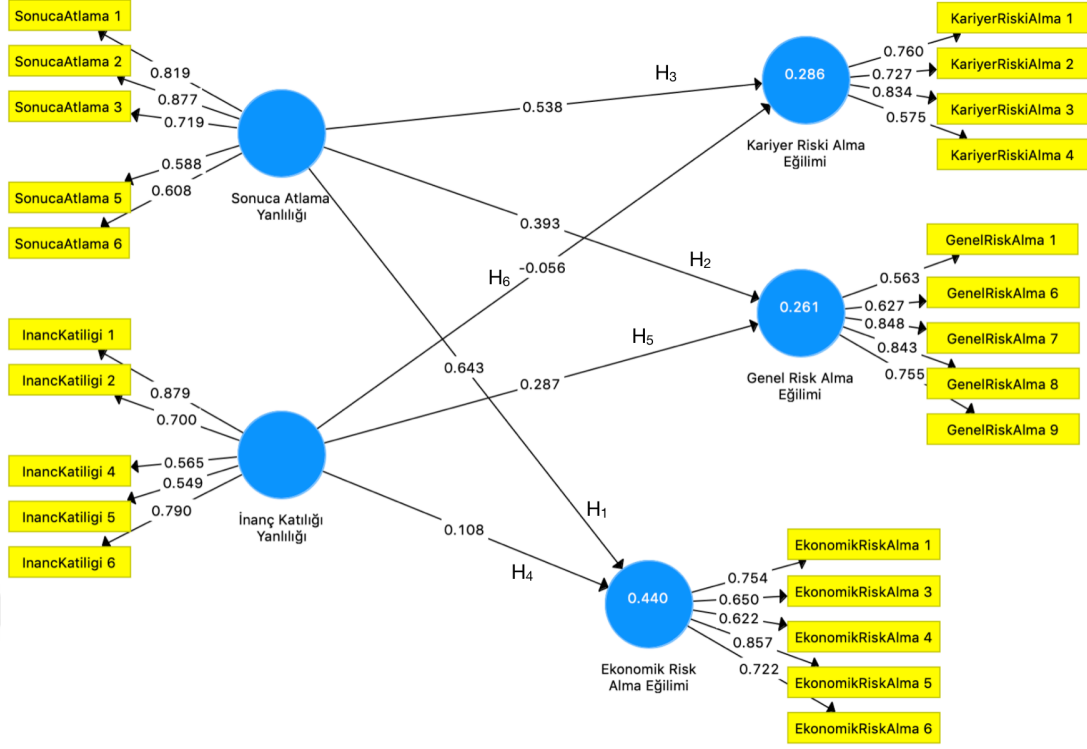 SonucaAtlama 1
SonucaAtlama 2
SonucaAtlama 3
SonucaAtlama 5
SonucaAtlama 6
0.819
0.877
0.719
0.588
0.608
Sonuca Atlama
Yanlılığı
InancKatiligi 1
InancKatiligi 2
InancKatiligi 4
InancKatiligi 5
InancKatiligi 6
0.879
0.700
0.565
0.549
0.790
İnanç Katılığı
Yanlılığı
H3
0.538
0.393
H2
H6
-0.056
H5
0.643
0.287
H1
0.108
H4
0.286
Kariyer Riski Alma
Eğilimi
0.760
0.727
0.834
0.575
KariyerRiskiAlma 1
KariyerRiskiAlma 2
KariyerRiskiAlma 3
KariyerRiskiAlma 4
0.261
Genel Risk Alma
Eğilimi
0.563
0.627
0.848
0.843
0.755
GenelRiskAlma 1
GenelRiskAlma 6
GenelRiskAlma 7
GenelRiskAlma 8
GenelRiskAlma 9
0.440
Ekonomik Risk
Alma Eğilimi
0.754
0.650
0.622
0.857
0.722
EkonomikRiskAlma 1
EkonomikRiskAlma 3
EkonomikRiskAlma 4
EkonomikRiskAlma 5
EkonomikRiskAlma 6